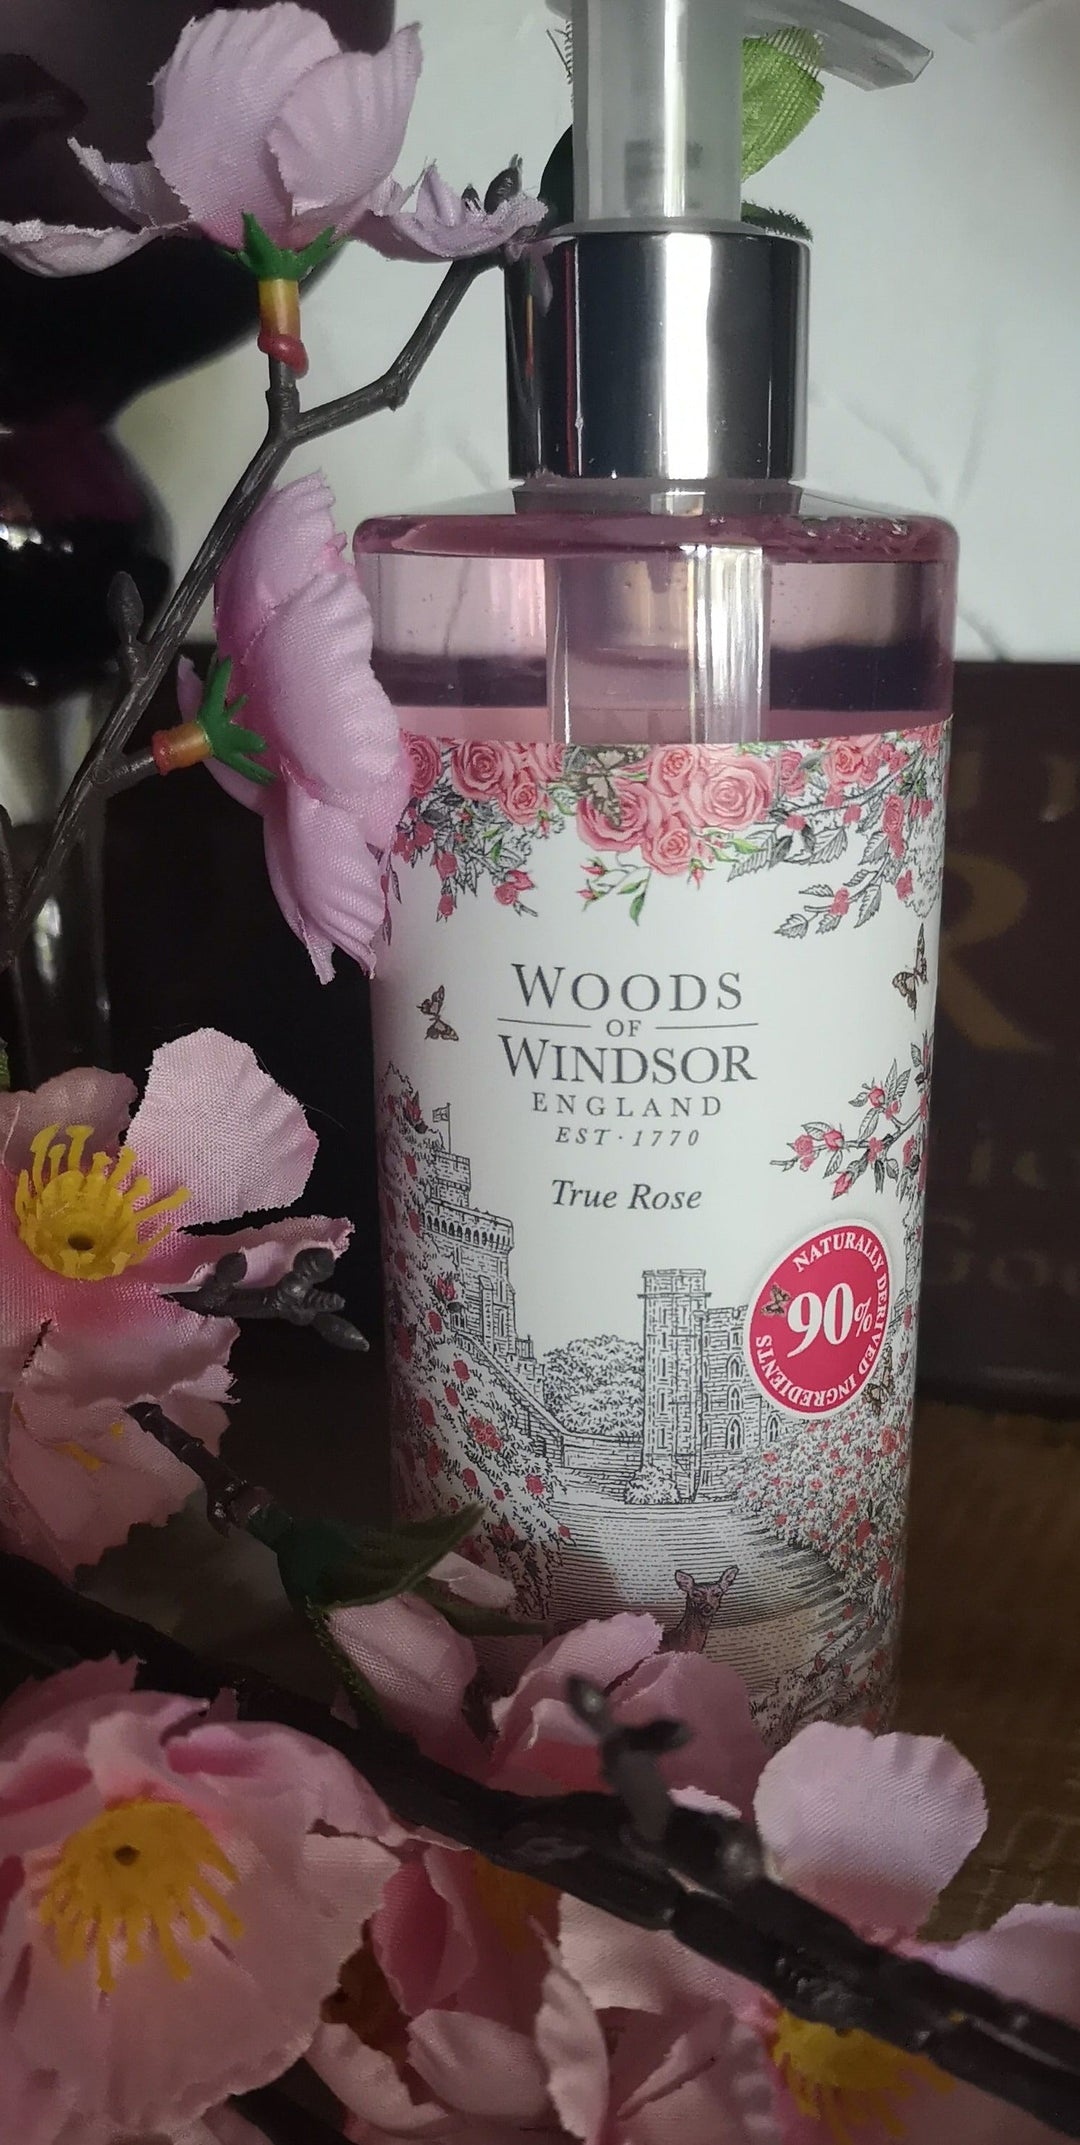 WOODS
OF
WINDSOR
ENGLAND
EST·1770
True Rose
NATURALLY DERIVED INGREDIENTS
90%